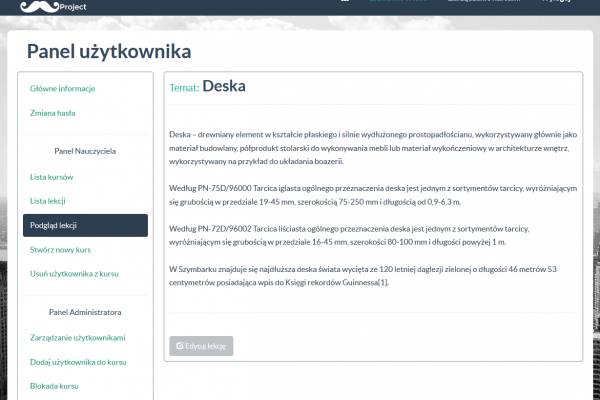 Project
Panel użytkownika
Główne informacje
Zmiana hasła
Panel Nauczyciela
Lista kursów
Lista lekcji
Podgląd lekcji
Stwórz nowy kurs
Usuń użytkownika z kursu
Panel Administratora
Zarządzanie użytkownikami
Dodaj użytkownika do kursu
Blokada kursu
Temat: Deska
Deska – drewniany element w kształcie płaskiego i silnie wydłużonego prostopadłościanu, wykorzystywany głównie jako
materiał budowlany, półprodukt stolarski do wykonywania mebli lub materiał wykończeniowy w architekturze wnętrz,
wykorzystywany na przykład do układania boazerii.
Według PN-75D/96000 Tarcica iglasta ogólnego przeznaczenia deska jest jednym z sortymentów tarcicy, wyróżniającym
się grubością w przedziale 19-45 mm, szerokości 75-250 mm i długością od 0,9-6,3 m.
Według PN-72D/96002 Tarcica liściasta ogólnego przeznaczenia deska jest jednym z sortymentów tarcicy,
wyróżniającym się grubością w przedziale 16-45 mm, szerokości 80-100 mm i długości powyżej 1 m.
W Szymbarku znajduje się najdłuższa deska świata wycięta ze 120 letniej daglezji zielonej o długości 46 metrów 53
centymetrów posiadająca wpis do Księgi rekordów Guinnessa[1].
Edytuj lekcję